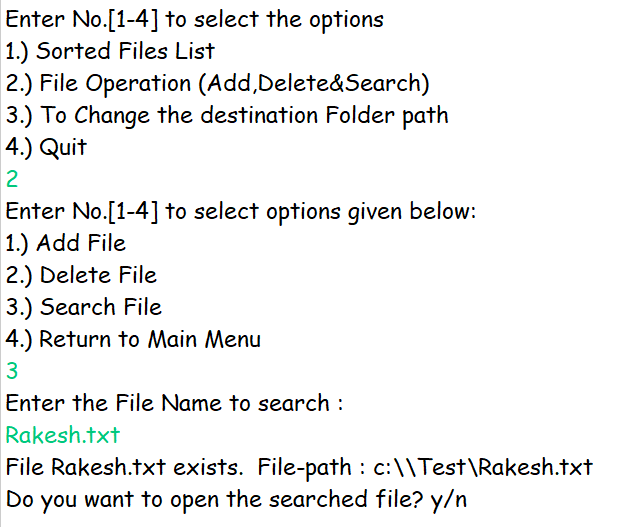 Enter No.[1-4] to select the options
1.) Sorted Files List
2.) File Operation (Add,Delete&Search)
3.) To Change the destination Folder path
4.) Quit
2
Enter No.[1-4] to select options given below:
1.) Add File
2.) Delete File
3.) Search File
4.) Return to Main Menu
3
Enter the File Name to search :
Rakesh.txt
File Rakesh.txt exists.  File-path : c:\\Test\Rakesh.txt
Do you want to open the searched file? y/n